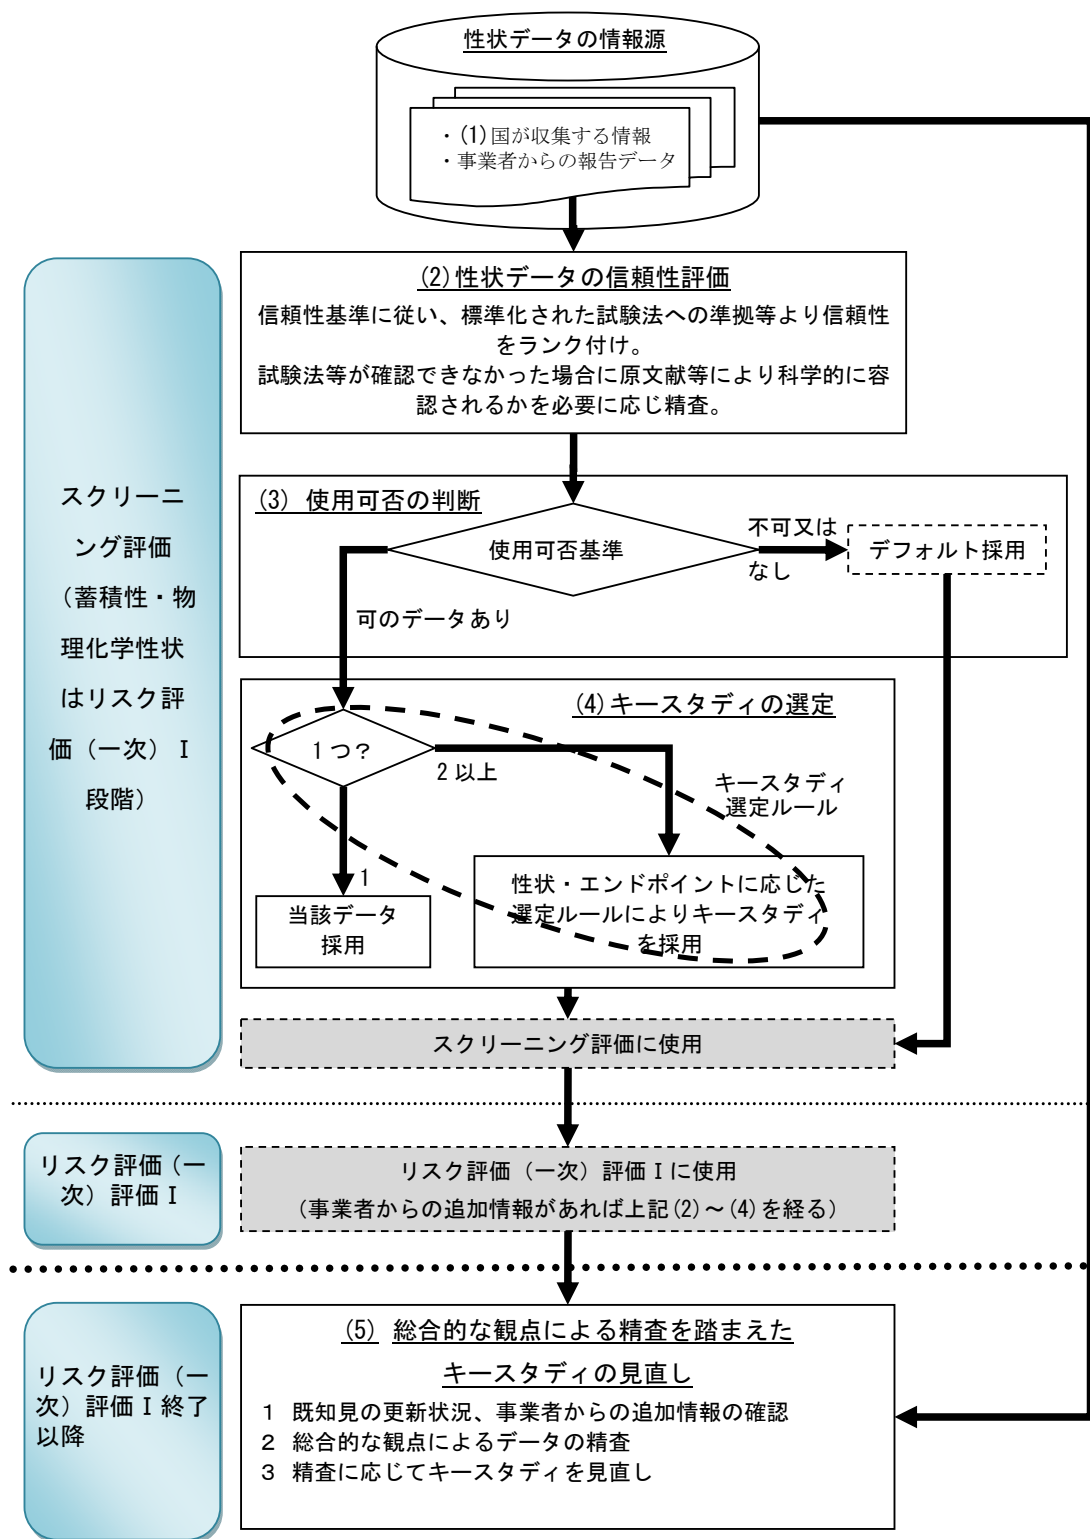 性状データの情報源
・(1)国が収集する情報
・事業者からの報告データ
(2)性状データの信頼性評価
信頼性基準に従い、標準化された試験法への準拠等より信頼性
をランク付け。
試験法等が確認できなかった場合に原文献等により科学的に容
認されるかを必要に応じ精査。
スクリーニ
ング評価
（蓄積性・物
理化学性状
はリスク評
価（一次）Ⅰ
段階）
(3) 使用可否の判断
使用可否基準
不可又は
なし
デフォルト採用
可のデータあり
(4)キースタディの選定
1つ？
2以上
キースタディ
選定ルール
1
当該データ
採用
性状・エンドポイントに応じた
選定ルールによりキースタディ
を採用
スクリーニング評価に使用
リスク評価（一
次）評価Ⅰ
リスク評価（一次）評価Ⅰに使用
（事業者からの追加情報があれば上記(2)～(4)を経る）
リスク評価（一
次）評価Ⅰ終了
以降
(5) 総合的な観点による精査を踏まえた
キースタディの見直し
1 既知見の更新状況、事業者からの追加情報の確認
2 総合的な観点によるデータの精査
3 精査に応じてキースタディを見直し